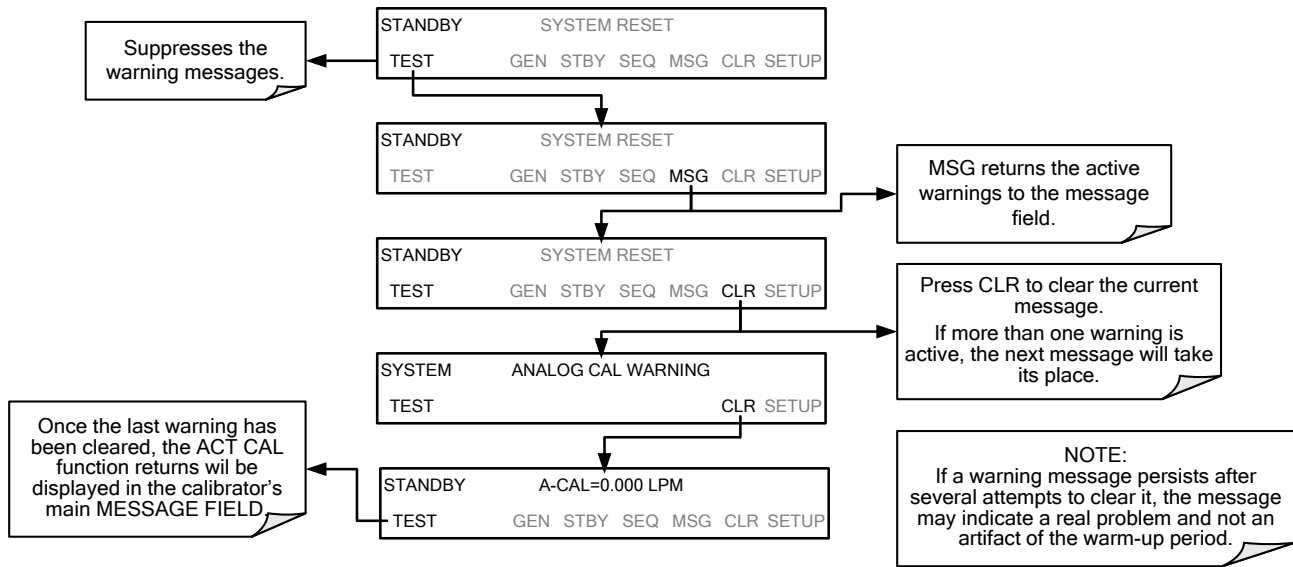 Suppresses the
warning messages.
STANDBY SYSTEM RESET
TEST GEN STBY SEQ MSG CLR SETUP
STANDBY SYSTEM RESET
TEST GEN STBY SEQ MSG CLR SETUP
MSG returns the active
warnings to the message
field.
STANDBY SYSTEM RESET
TEST GEN STBY SEQ MSG CLR SETUP
Press CLR to clear the current
message.
If more than one warning is
active, the next message will take
its place.
SYSTEM ANALOG CAL WARNING
TEST CLR SETUP
Once the last warning has
been cleared, the ACT CAL
function returns wil be
displayed in the calibrator's
main MESSAGE FIELD.
STANDBY A-CAL=0.000 LPM
TEST GEN STBY SEQ MSG CLR SETUP
NOTE:
If a warning message persists after
several attempts to clear it, the message
may indicate a real problem and not an
artifact of the warm-up period.